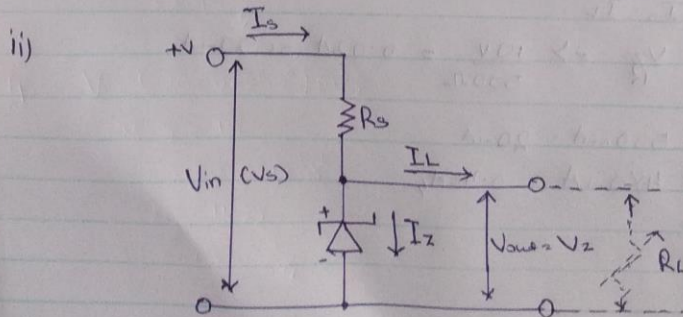 ii)
Is
+V
Rs
IL
Vin (Vs)
+
-
Iz
Vout = Vz
RL